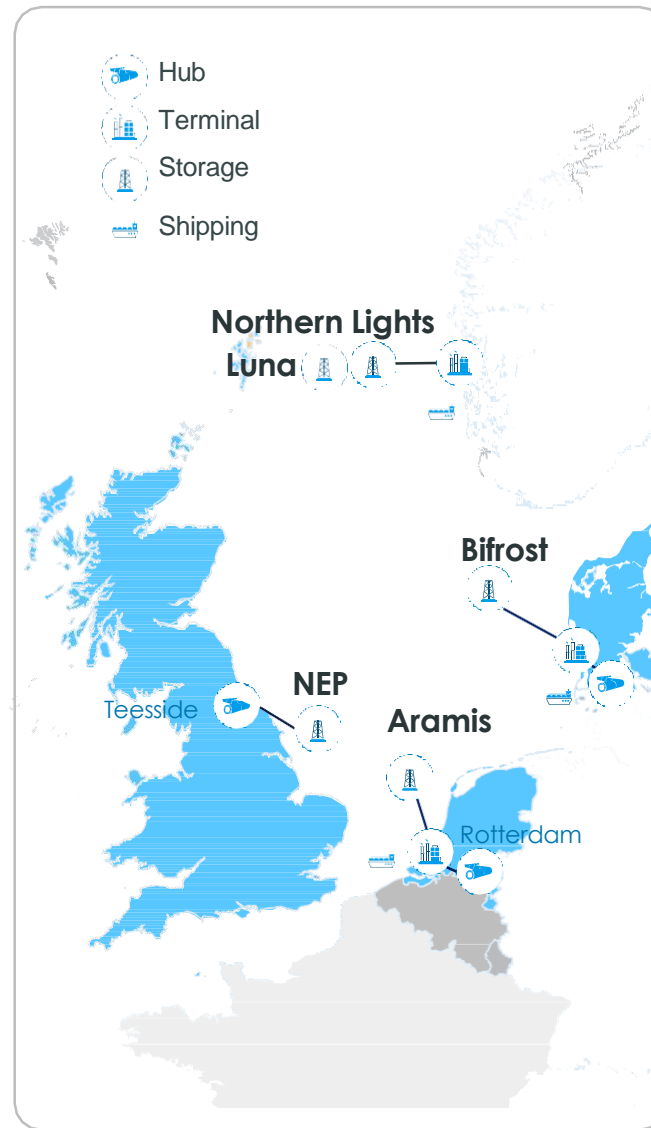 Hub
Terminal
Storage
Shipping
Northern Lights
Luna
Bifrost
NEP
Teesside
Aramis
Rotterdam